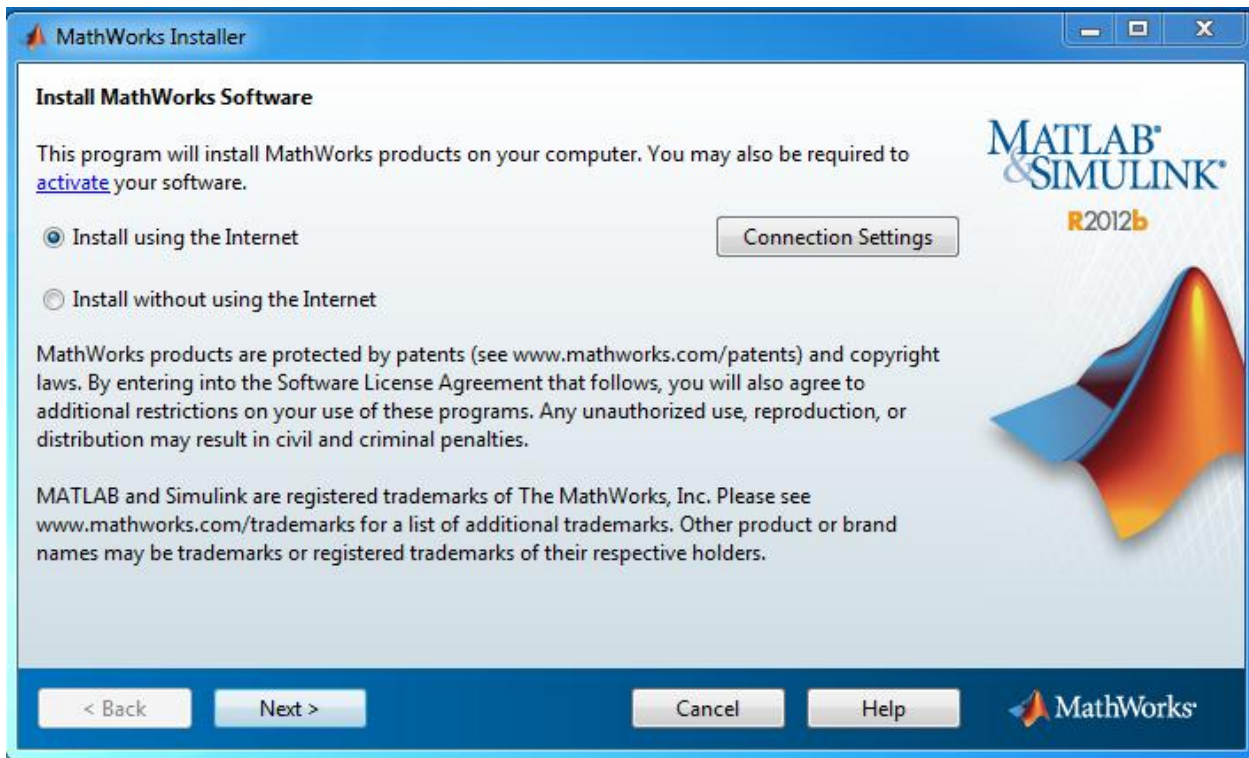 MathWorks Installer
Install MathWorks Software
This program will install MathWorks products on your computer. You may also be required to
activate your software.
Install using the Internet
Connection Settings
Install without using the Internet
MathWorks products are protected by patents (see www.mathworks.com/patents) and copyright
laws. By entering into the Software License Agreement that follows, you will also agree to
additional restrictions on your use of these programs. Any unauthorized use, reproduction, or
distribution may result in civil and criminal penalties.
MATLAB and Simulink are registered trademarks of The MathWorks, Inc. Please see
www.mathworks.com/trademarks for a list of additional trademarks. Other product or brand
names may be trademarks or registered trademarks of their respective holders.
MATLAB®
&SIMULINK®
R2012b
< Back
Next >
Cancel
Help
MathWorks®